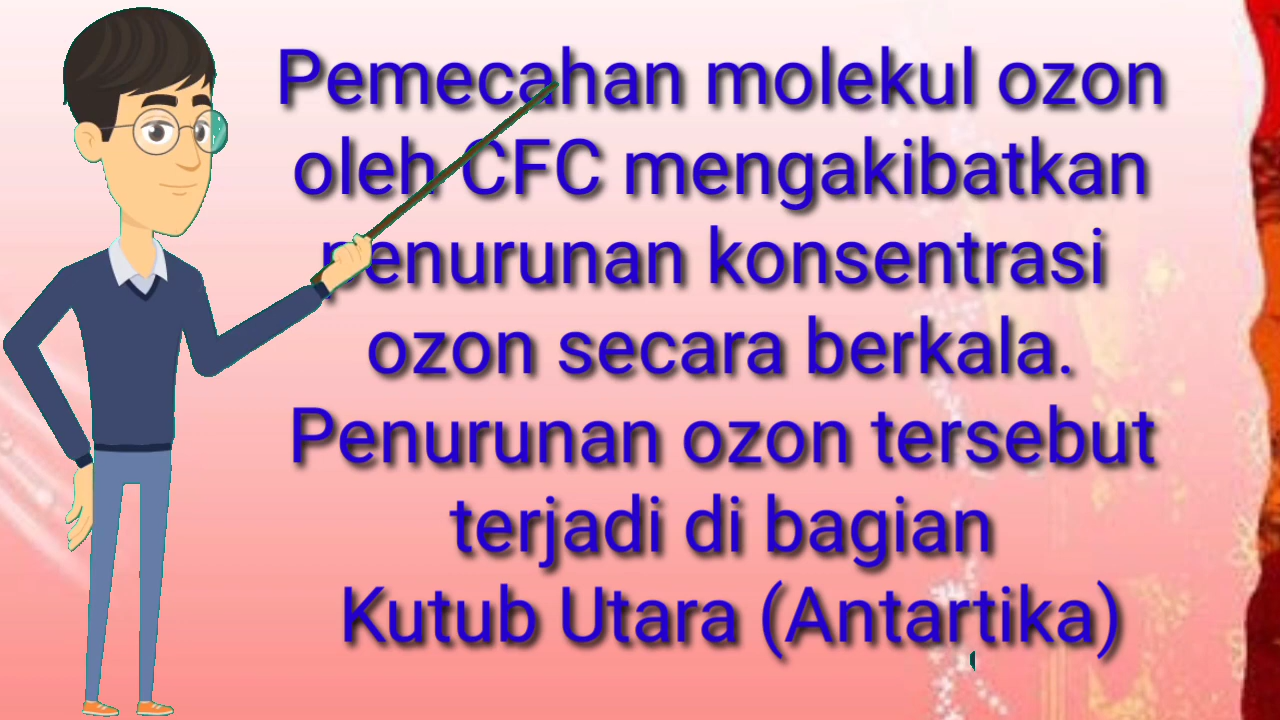 Pemecahan molekul ozon
oleh CFC mengakibatkan
penurunan konsentrasi
ozon secara berkala.
Penurunan ozon tersebut
terjadi di bagian
Kutub Utara (Antartika)